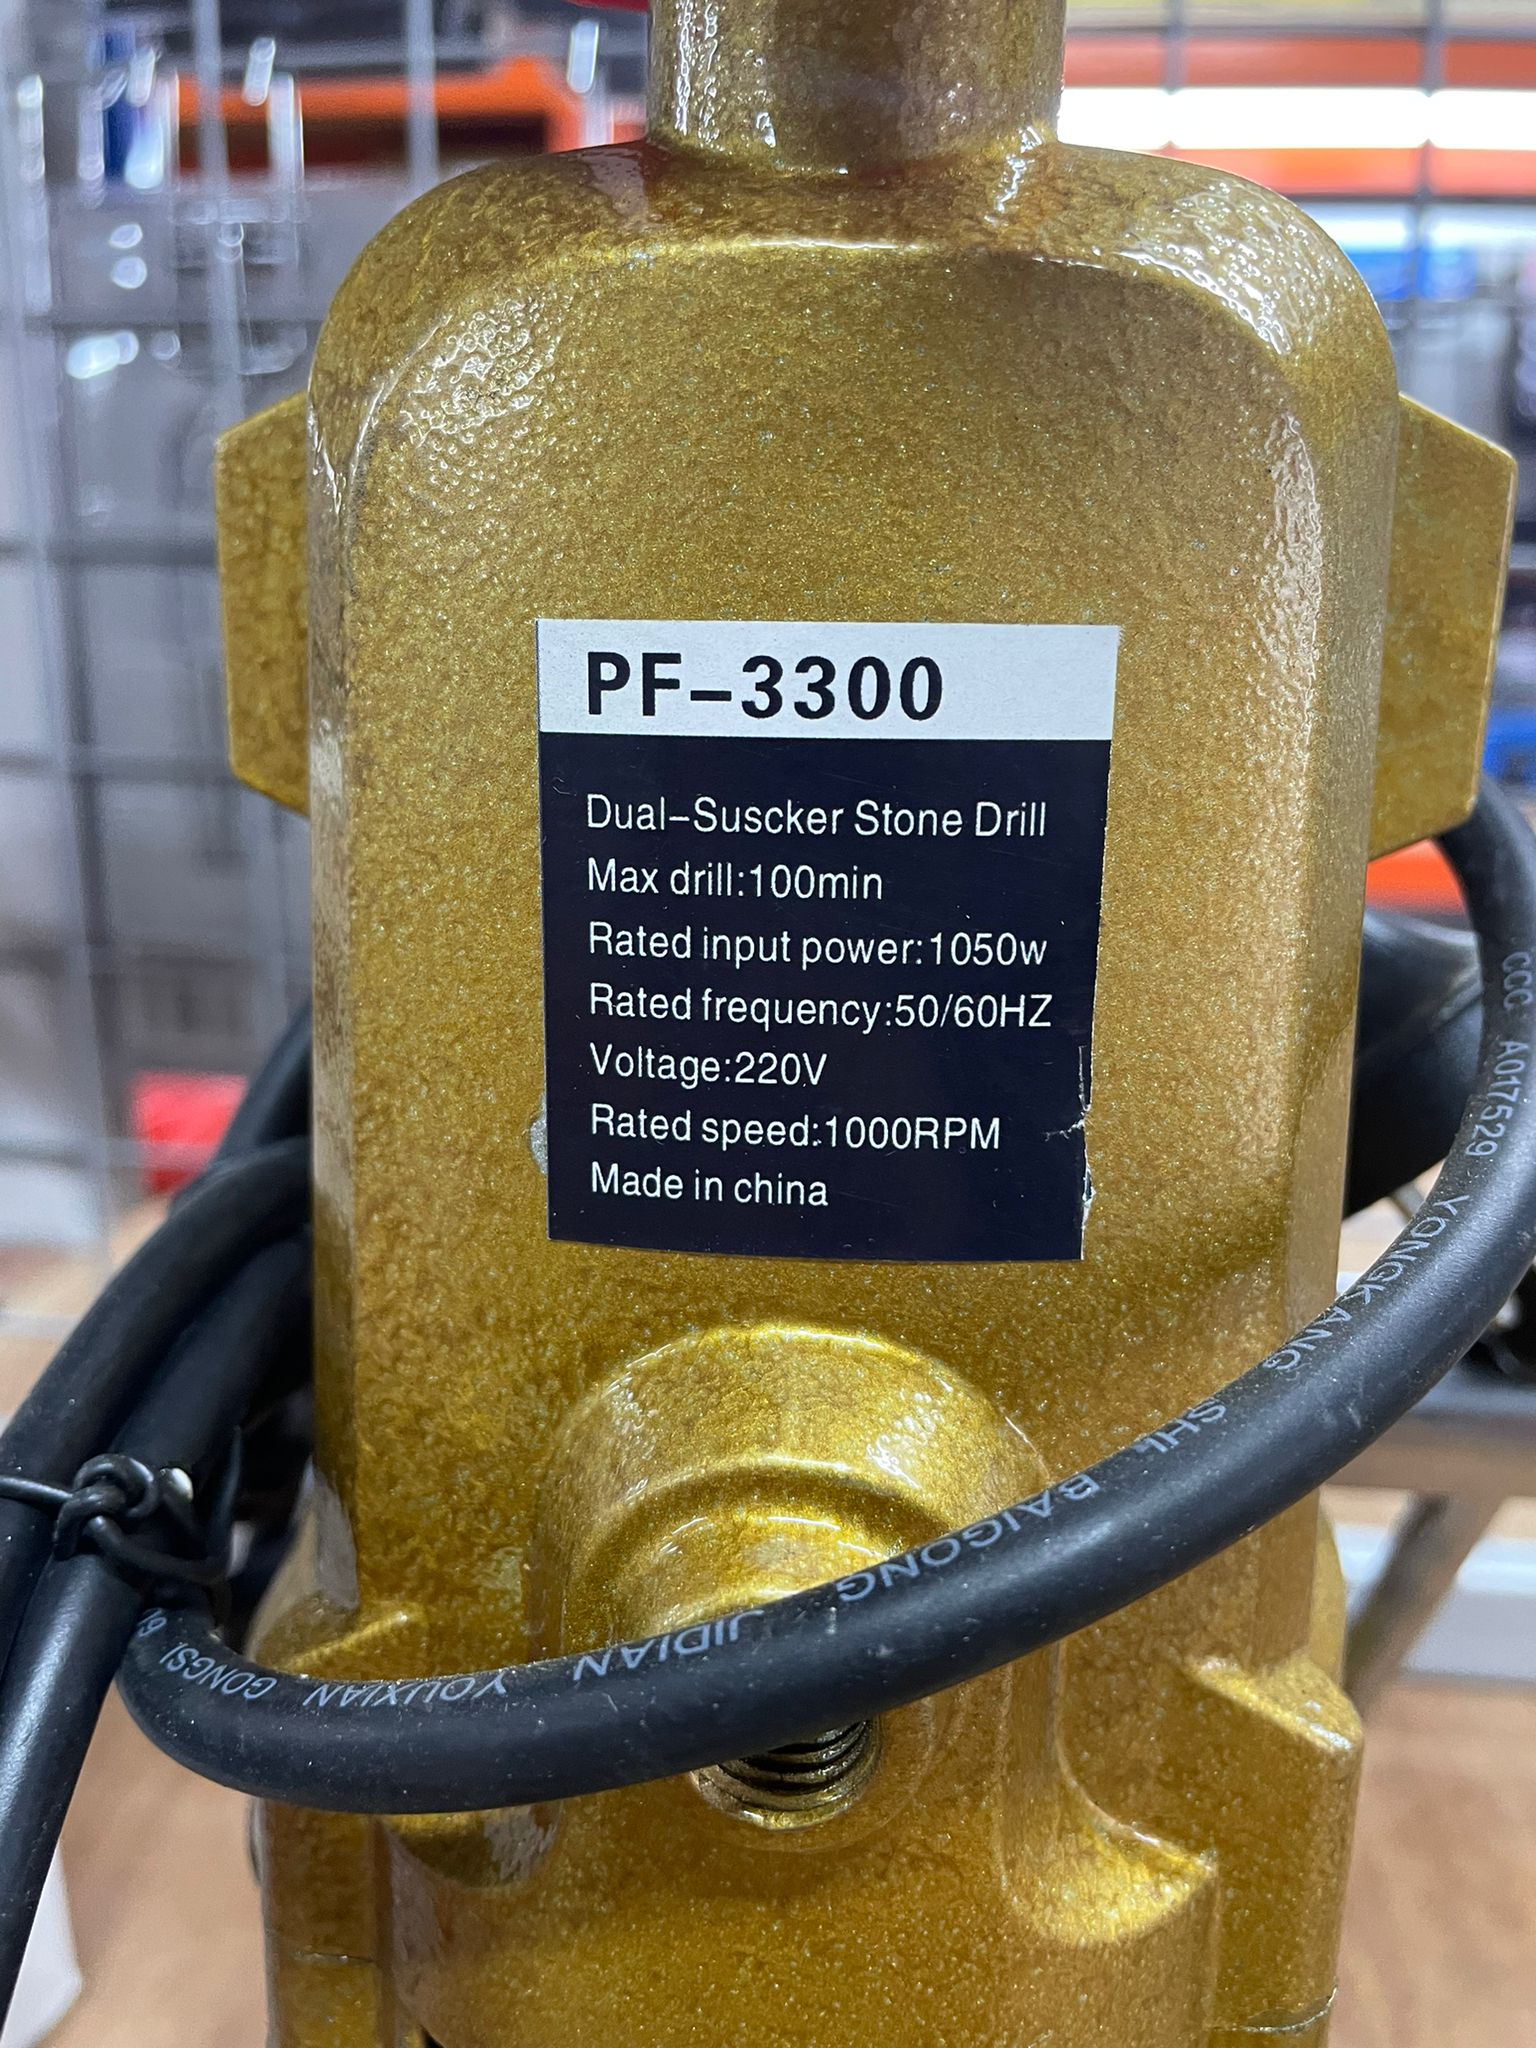 PF-3300
Dual-Suscker Stone Drill
Max drill:100min
Rated input power:1050w
Rated frequency:50/60HZ
Voltage:220V
Rated speed:1000RPM
Made in china
CCC A017529 YONGKANG SHI BAIGONG JIDIAN YOUXIAN GONGSI